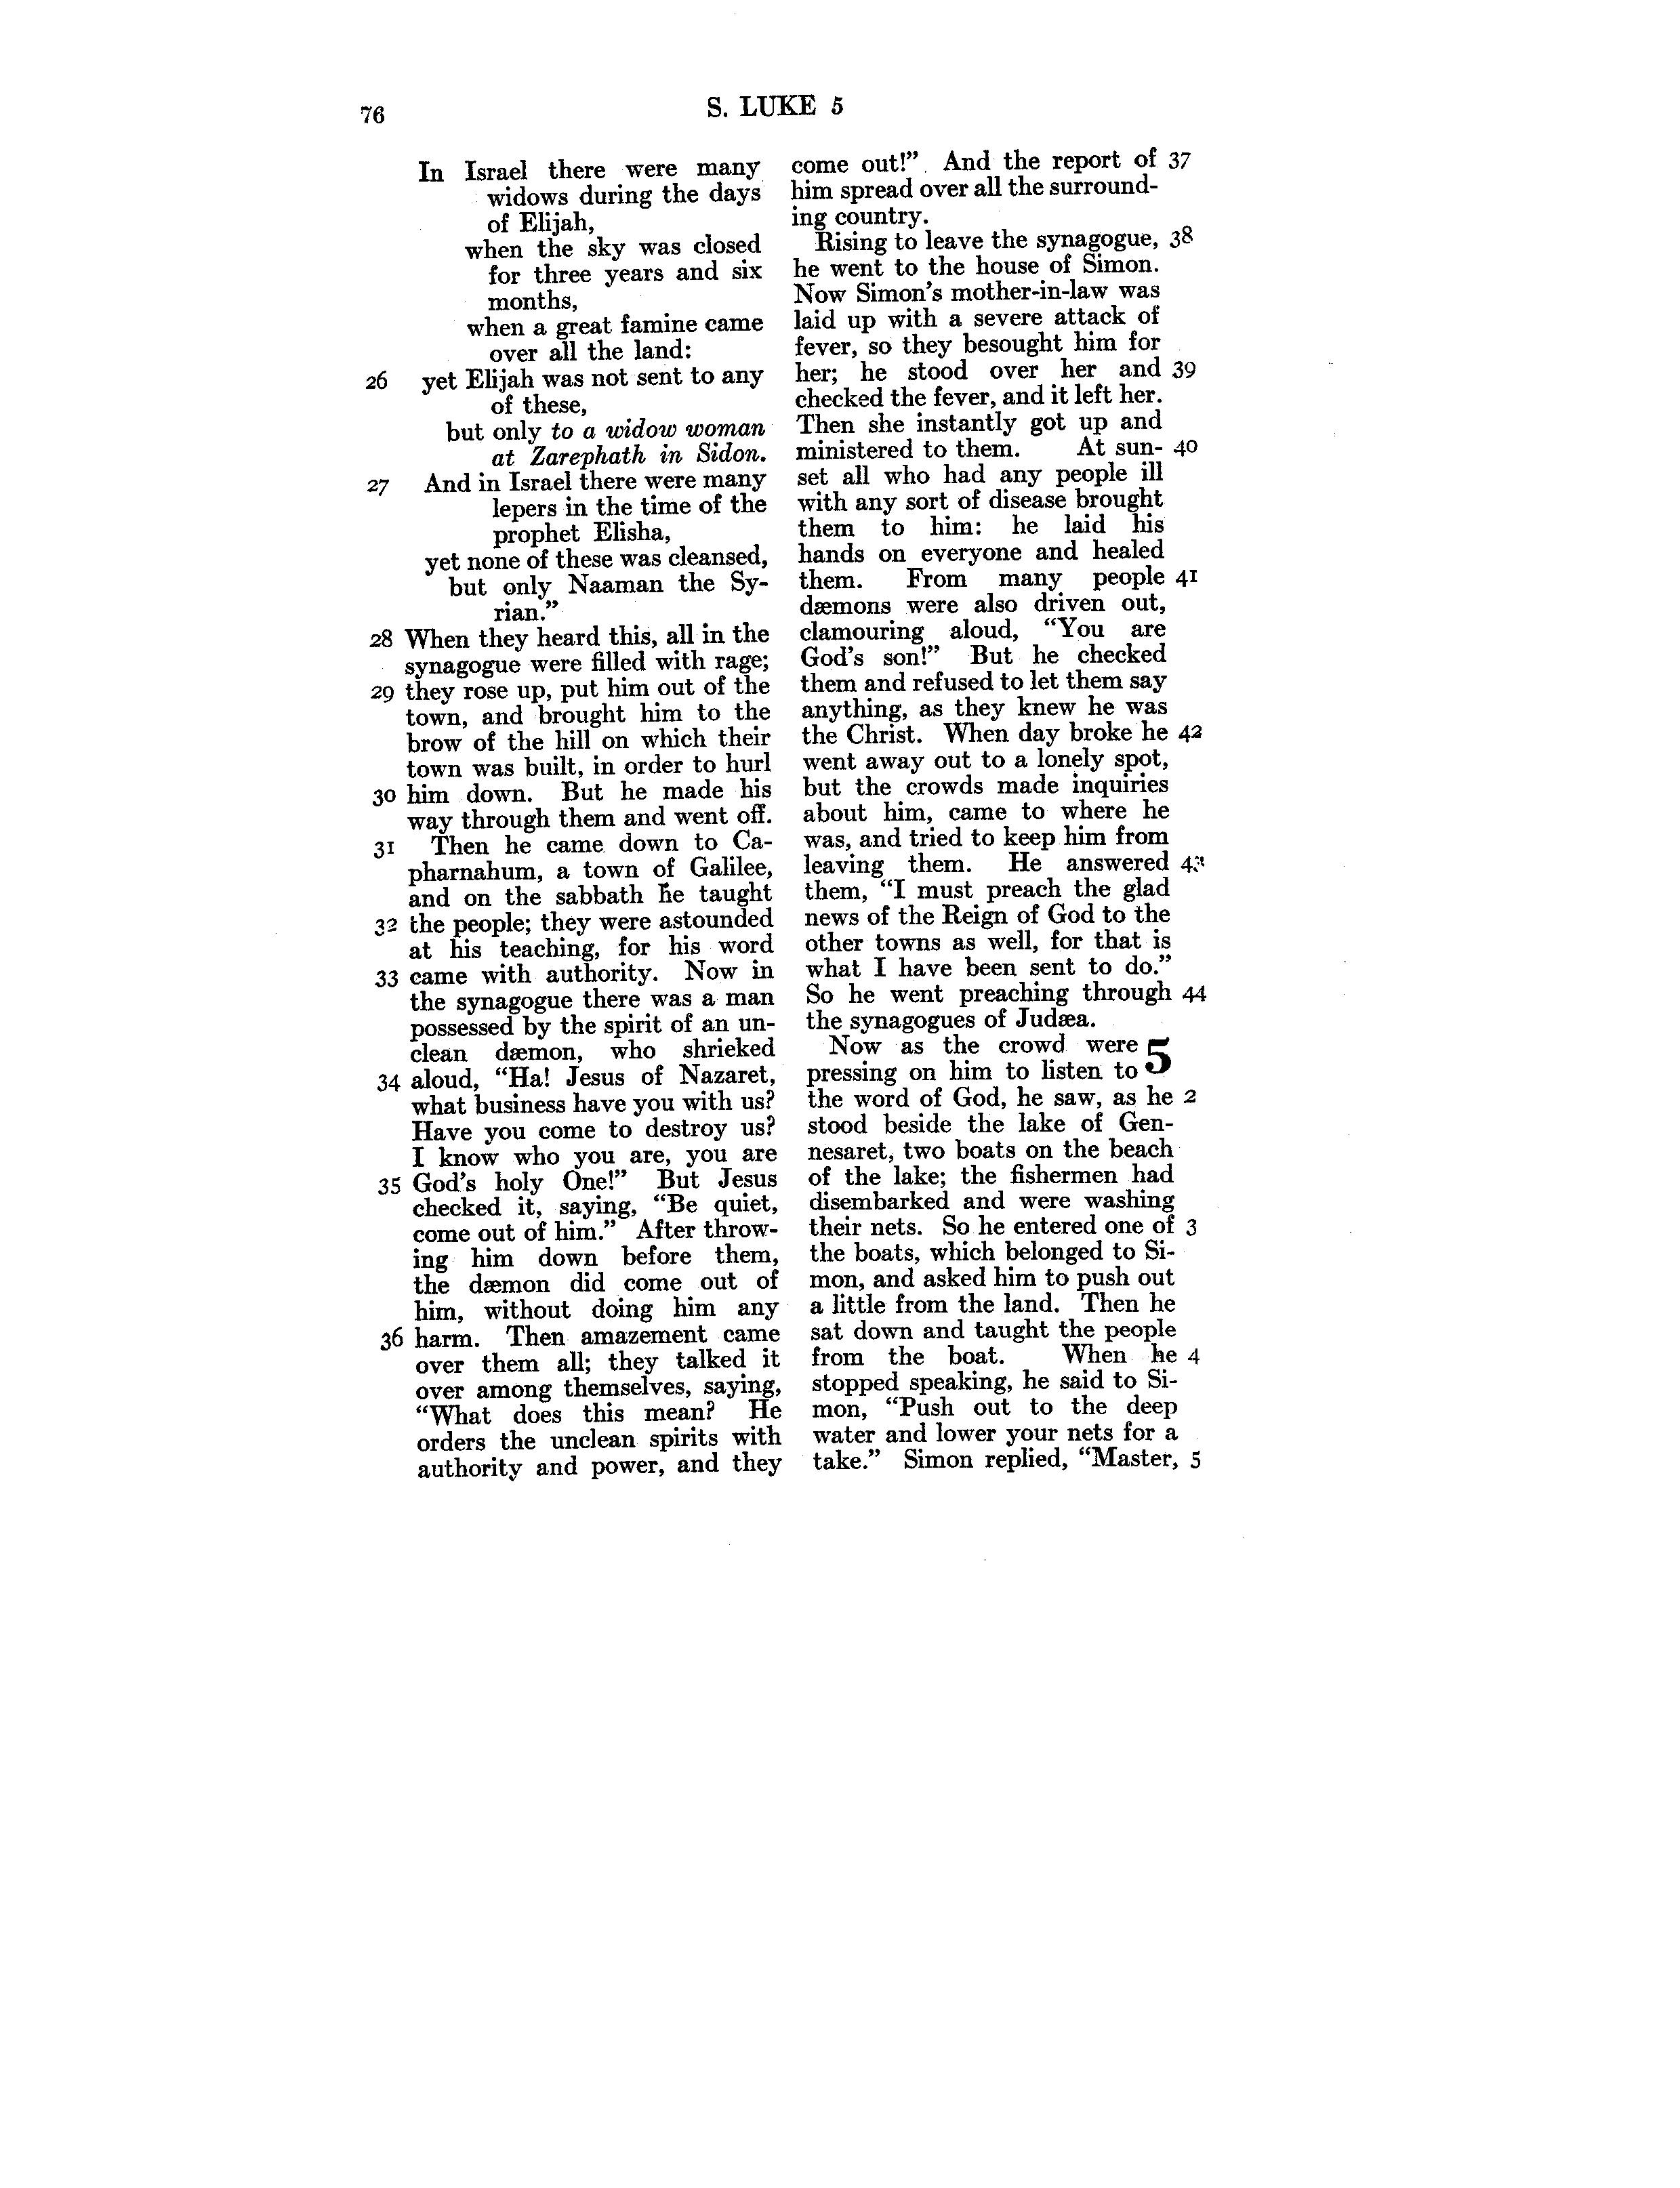 76
S. LUKE 5
In Israel there were many
widows during the days
of Elijah,
when the sky was closed
for three years and six
months,
when a great famine came
over all the land:
26 yet Elijah was not sent to any
of these,
but only to a widow woman
at Zarephath in Sidon.
27 And in Israel there were many
lepers in the time of the
prophet Elisha,
yet none of these was cleansed,
but only Naaman the Sy-
rian.”
28 When they heard this, all in the
synagogue were filled with rage;
29 they rose up, put him out of the
town, and brought him to the
brow of the hill on which their
town was built, in order to hurl
30 him down. But he made his
way through them and went off.
31 Then he came down to Ca-
pharnahum, a town of Galilee,
and on the sabbath he taught
32 the people; they were astounded
at his teaching, for his word
33 came with authority. Now in
the synagogue there was a man
possessed by the spirit of an un-
clean dæmon, who shrieked
34 aloud, “Ha! Jesus of Nazaret,
what business have you with us?
Have you come to destroy us?
I know who you are, you are
35 God’s holy One!” But Jesus
checked it, saying, “Be quiet,
come out of him.” After throw-
ing him down before them,
the dæmon did come out of
him, without doing him any
36 harm. Then amazement came
over them all; they talked it
over among themselves, saying,
“What does this mean? He
orders the unclean spirits with
authority and power, and they
come out!” And the report of 37
him spread over all the surround-
ing country.
Rising to leave the synagogue, 38
he went to the house of Simon.
Now Simon’s mother-in-law was
laid up with a severe attack of
fever, so they besought him for
her; he stood over her and 39
checked the fever, and it left her.
Then she instantly got up and
ministered to them. At sun- 40
set all who had any people ill
with any sort of disease brought
them to him: he laid his
hands on everyone and healed
them. From many people 41
dæmons were also driven out,
clamouring aloud, “You are
God’s son!” But he checked
them and refused to let them say
anything, as they knew he was
the Christ. When day broke he 42
went away out to a lonely spot,
but the crowds made inquiries
about him, came to where he
was, and tried to keep him from
leaving them. He answered 43
them, “I must preach the glad
news of the Reign of God to the
other towns as well, for that is
what I have been sent to do.”
So he went preaching through 44
the synagogues of Judæa.
Now as the crowd were 5
pressing on him to listen to
the word of God, he saw, as he 2
stood beside the lake of Gen-
nesaret, two boats on the beach
of the lake; the fishermen had
disembarked and were washing
their nets. So he entered one of 3
the boats, which belonged to Si-
mon, and asked him to push out
a little from the land. Then he
sat down and taught the people
from the boat. When he 4
stopped speaking, he said to Si-
mon, “Push out to the deep
water and lower your nets for a
take.” Simon replied, “Master, 5